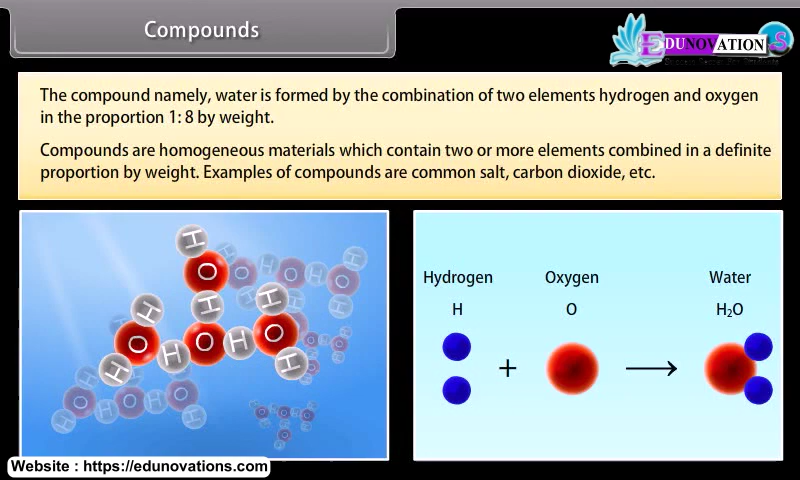 Compounds
EDUNOVATION.S
The compound namely, water is formed by the combination of two elements hydrogen and oxygen
in the proportion 1: 8 by weight.
Compounds are homogeneous materials which contain two or more elements combined in a definite
proportion by weight. Examples of compounds are common salt, carbon dioxide, etc.
H
O
H
H
H
O
H
O
H
O
H
Hydrogen
Oxygen
Water
H
O
H₂O
+
Website : https://edunovations.com